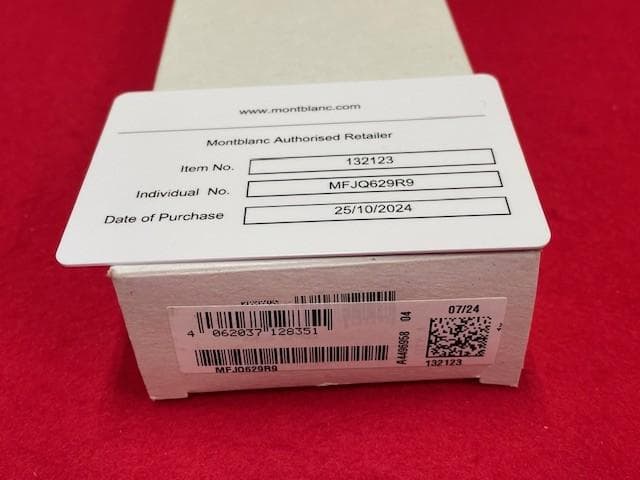 www.montblanc.com
Montblanc Authorised Retailer
Item No. 132123
Individual No. MFJQ629R9
Date of Purchase 25/10/2024
4 062037 128351
MFJQ629R9
A4496958 04
07/24
132123